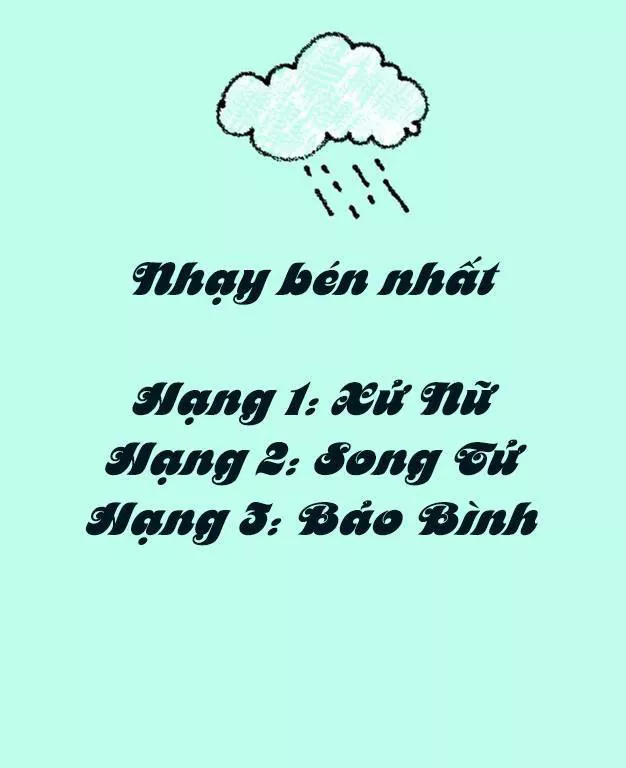 Nhạy bén nhất
Hạng 1: Xử Nữ
Hạng 2: Song Tử
Hạng 3: Bảo Bình